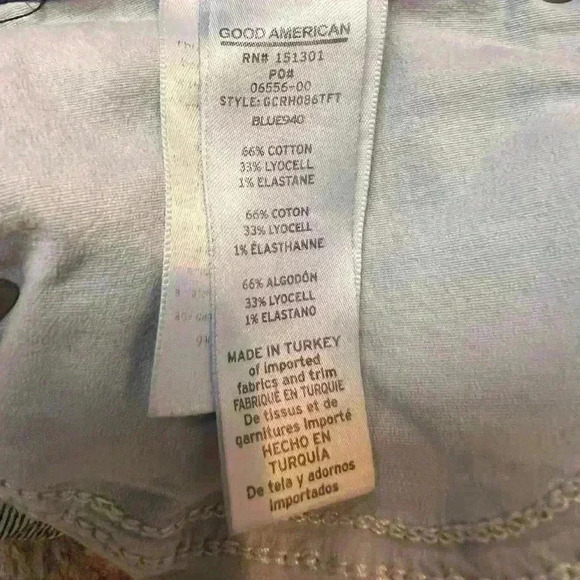 GOOD AMERICAN
RN# 151301
PO#
06556-00
STYLE: GCRH086TFT
BLUE940
66% COTTON
33% LYOCELL
1% ELASTANE
66% COTON
33% LYOCELL
1% ÉLASTHANNE
66% ALGODÓN
33% LYOCELL
1% ELASTANO
MADE IN TURKEY
of imported
fabrics and trim
FABRIQUÉ EN TURQUIE
De tissus et de
garnitures Importé
HECHO EN
TURQUÍA
De tela y adornos
Importados